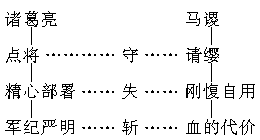 诸葛亮 马谡
点将 …… 守 …… 请缨
精心部署 …… 失 …… 刚愎自用
军纪严明 …… 斩 …… 血的代价